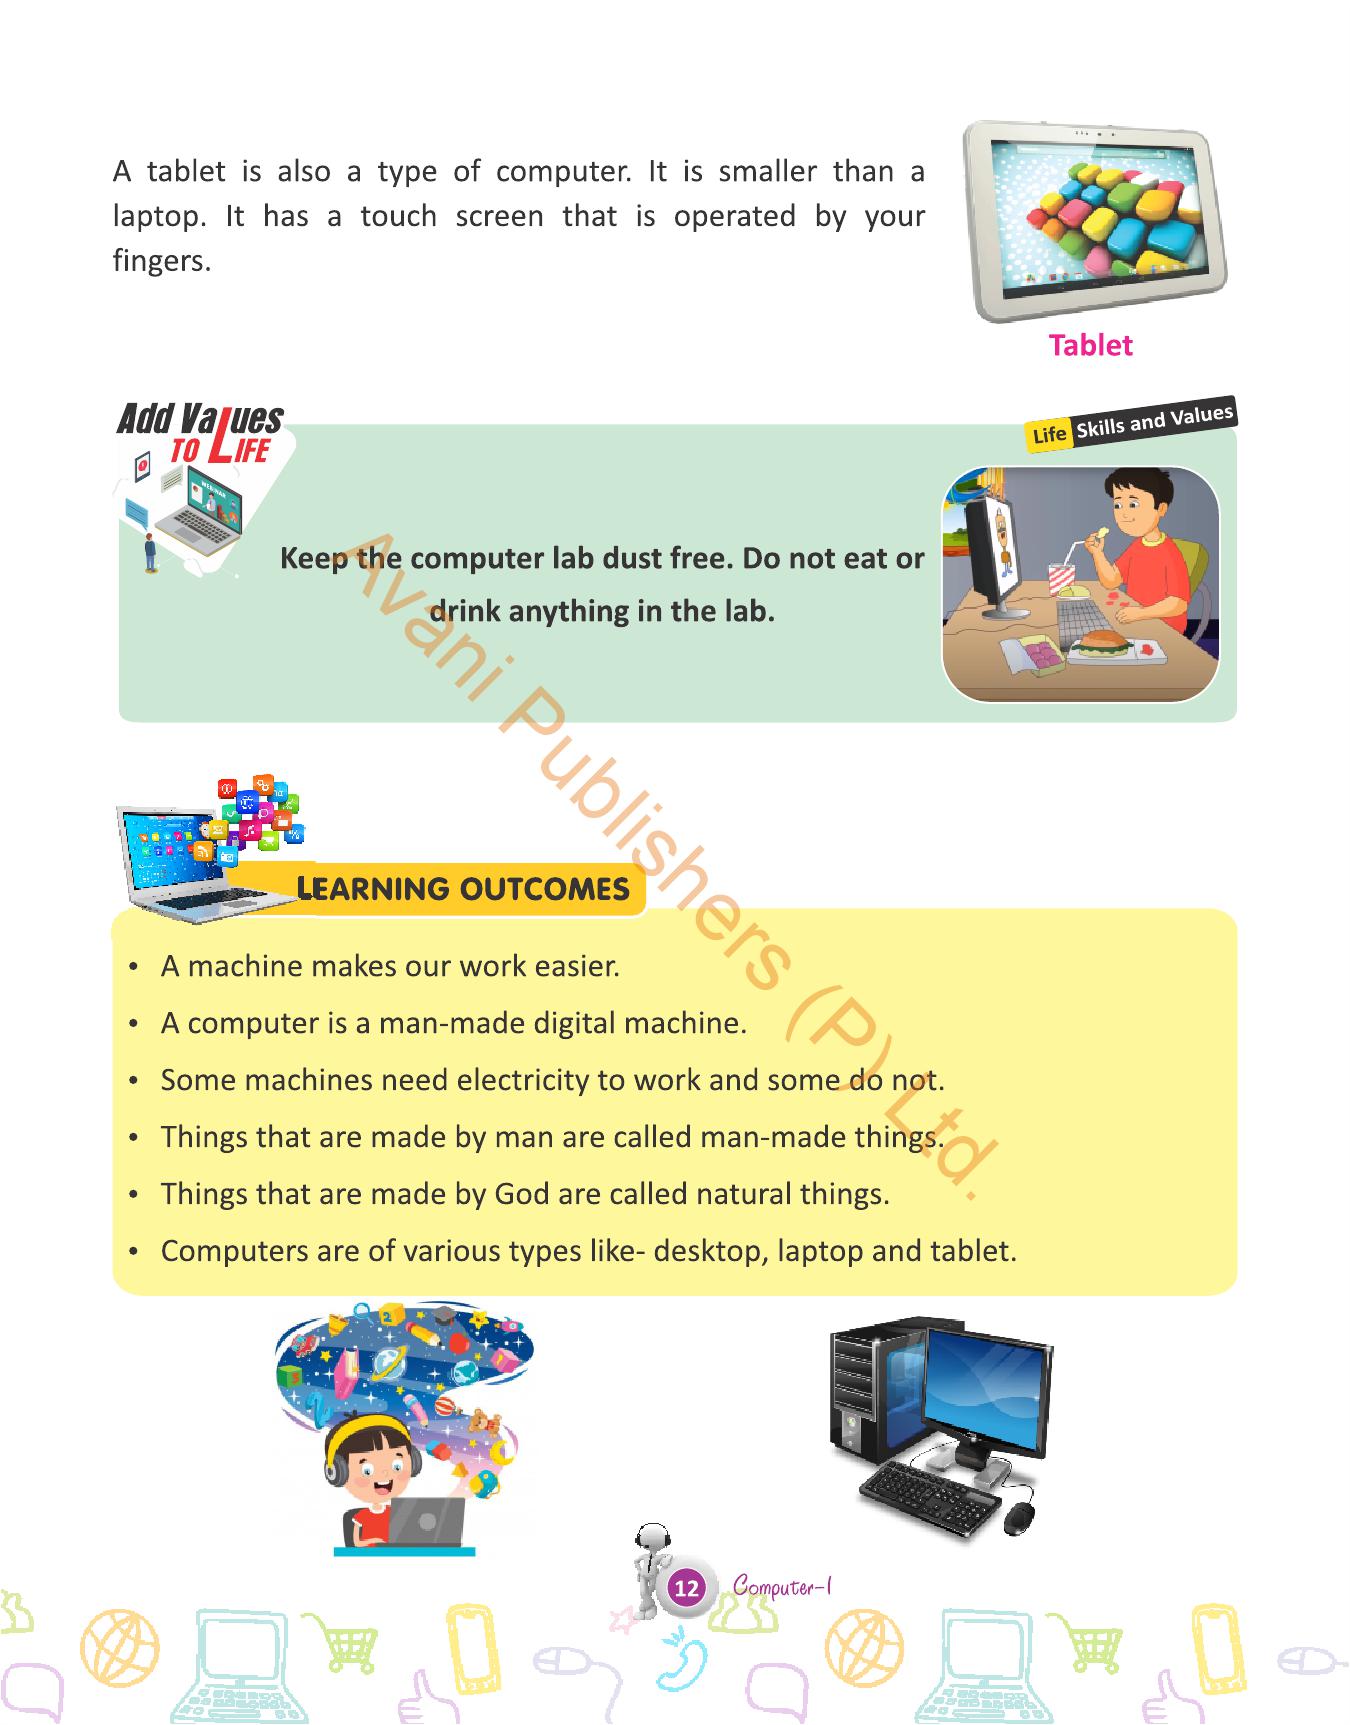 A tablet is also a type of computer. It is smaller than a
laptop. It has a touch screen that is operated by your
fingers.
Tablet
Add Values
TO LIFE
Life Skills and Values
WEBINAR
Keep the computer lab dust free. Do not eat or
drink anything in the lab.
Avani Publishers (P) Ltd.
LEARNING OUTCOMES
• A machine makes our work easier.
• A computer is a man-made digital machine.
• Some machines need electricity to work and some do not.
• Things that are made by man are called man-made things.
• Things that are made by God are called natural things.
• Computers are of various types like- desktop, laptop and tablet.
12 Computer-1